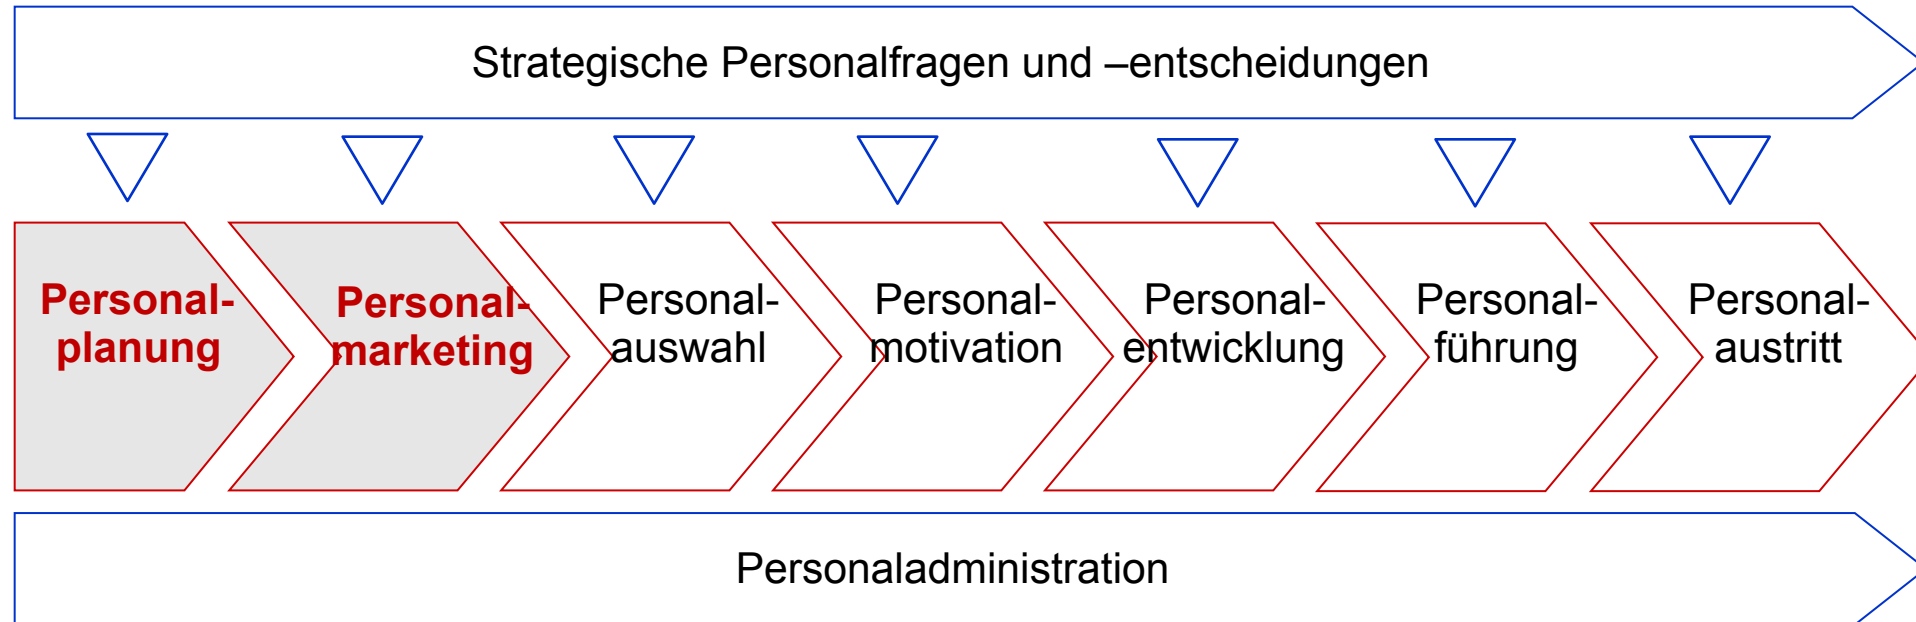 Strategische Personalfragen und –entscheidungen
Personal-
planung
Personal-
marketing
Personal-
auswahl
Personal-
motivation
Personal-
entwicklung
Personal-
führung
Personal-
austritt
Personaladministration